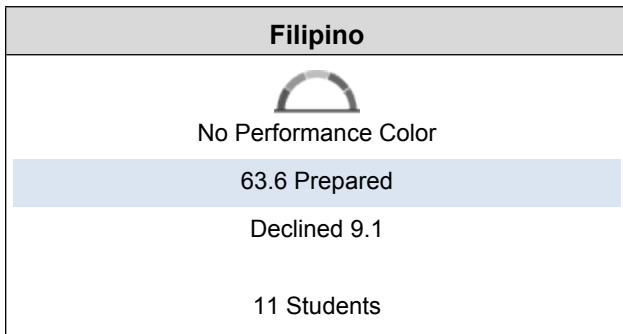 Filipino
No Performance Color
63.6 Prepared
Declined 9.1
11 Students